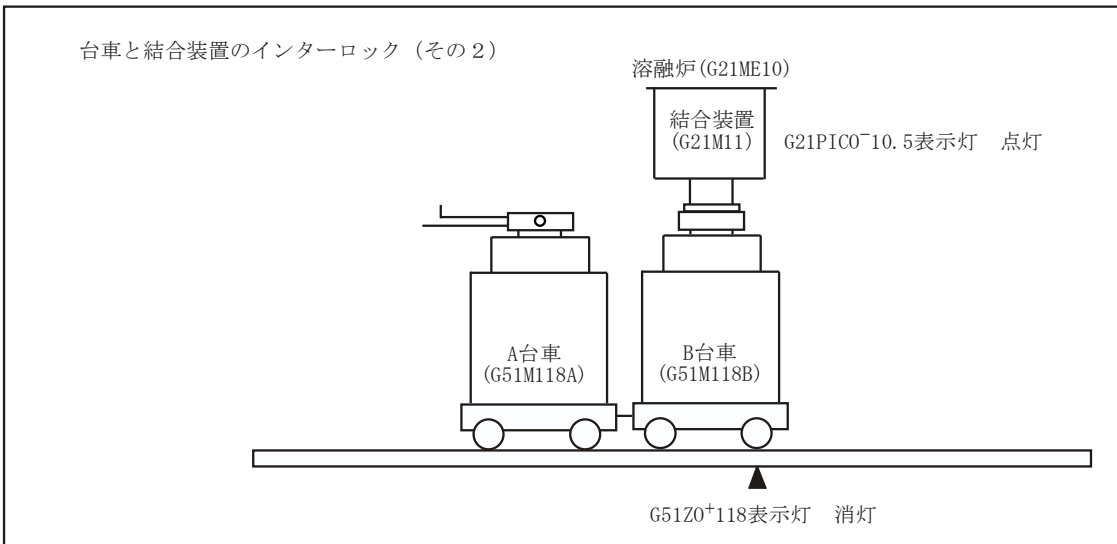 台車と結合装置のインターロック（その２）
溶融炉(G21ME10)
結合装置
(G21M11)
G21PICO⁻10.5表示灯　点灯
A台車
(G51M118A)
B台車
(G51M118B)
G51ZO⁺118表示灯　消灯